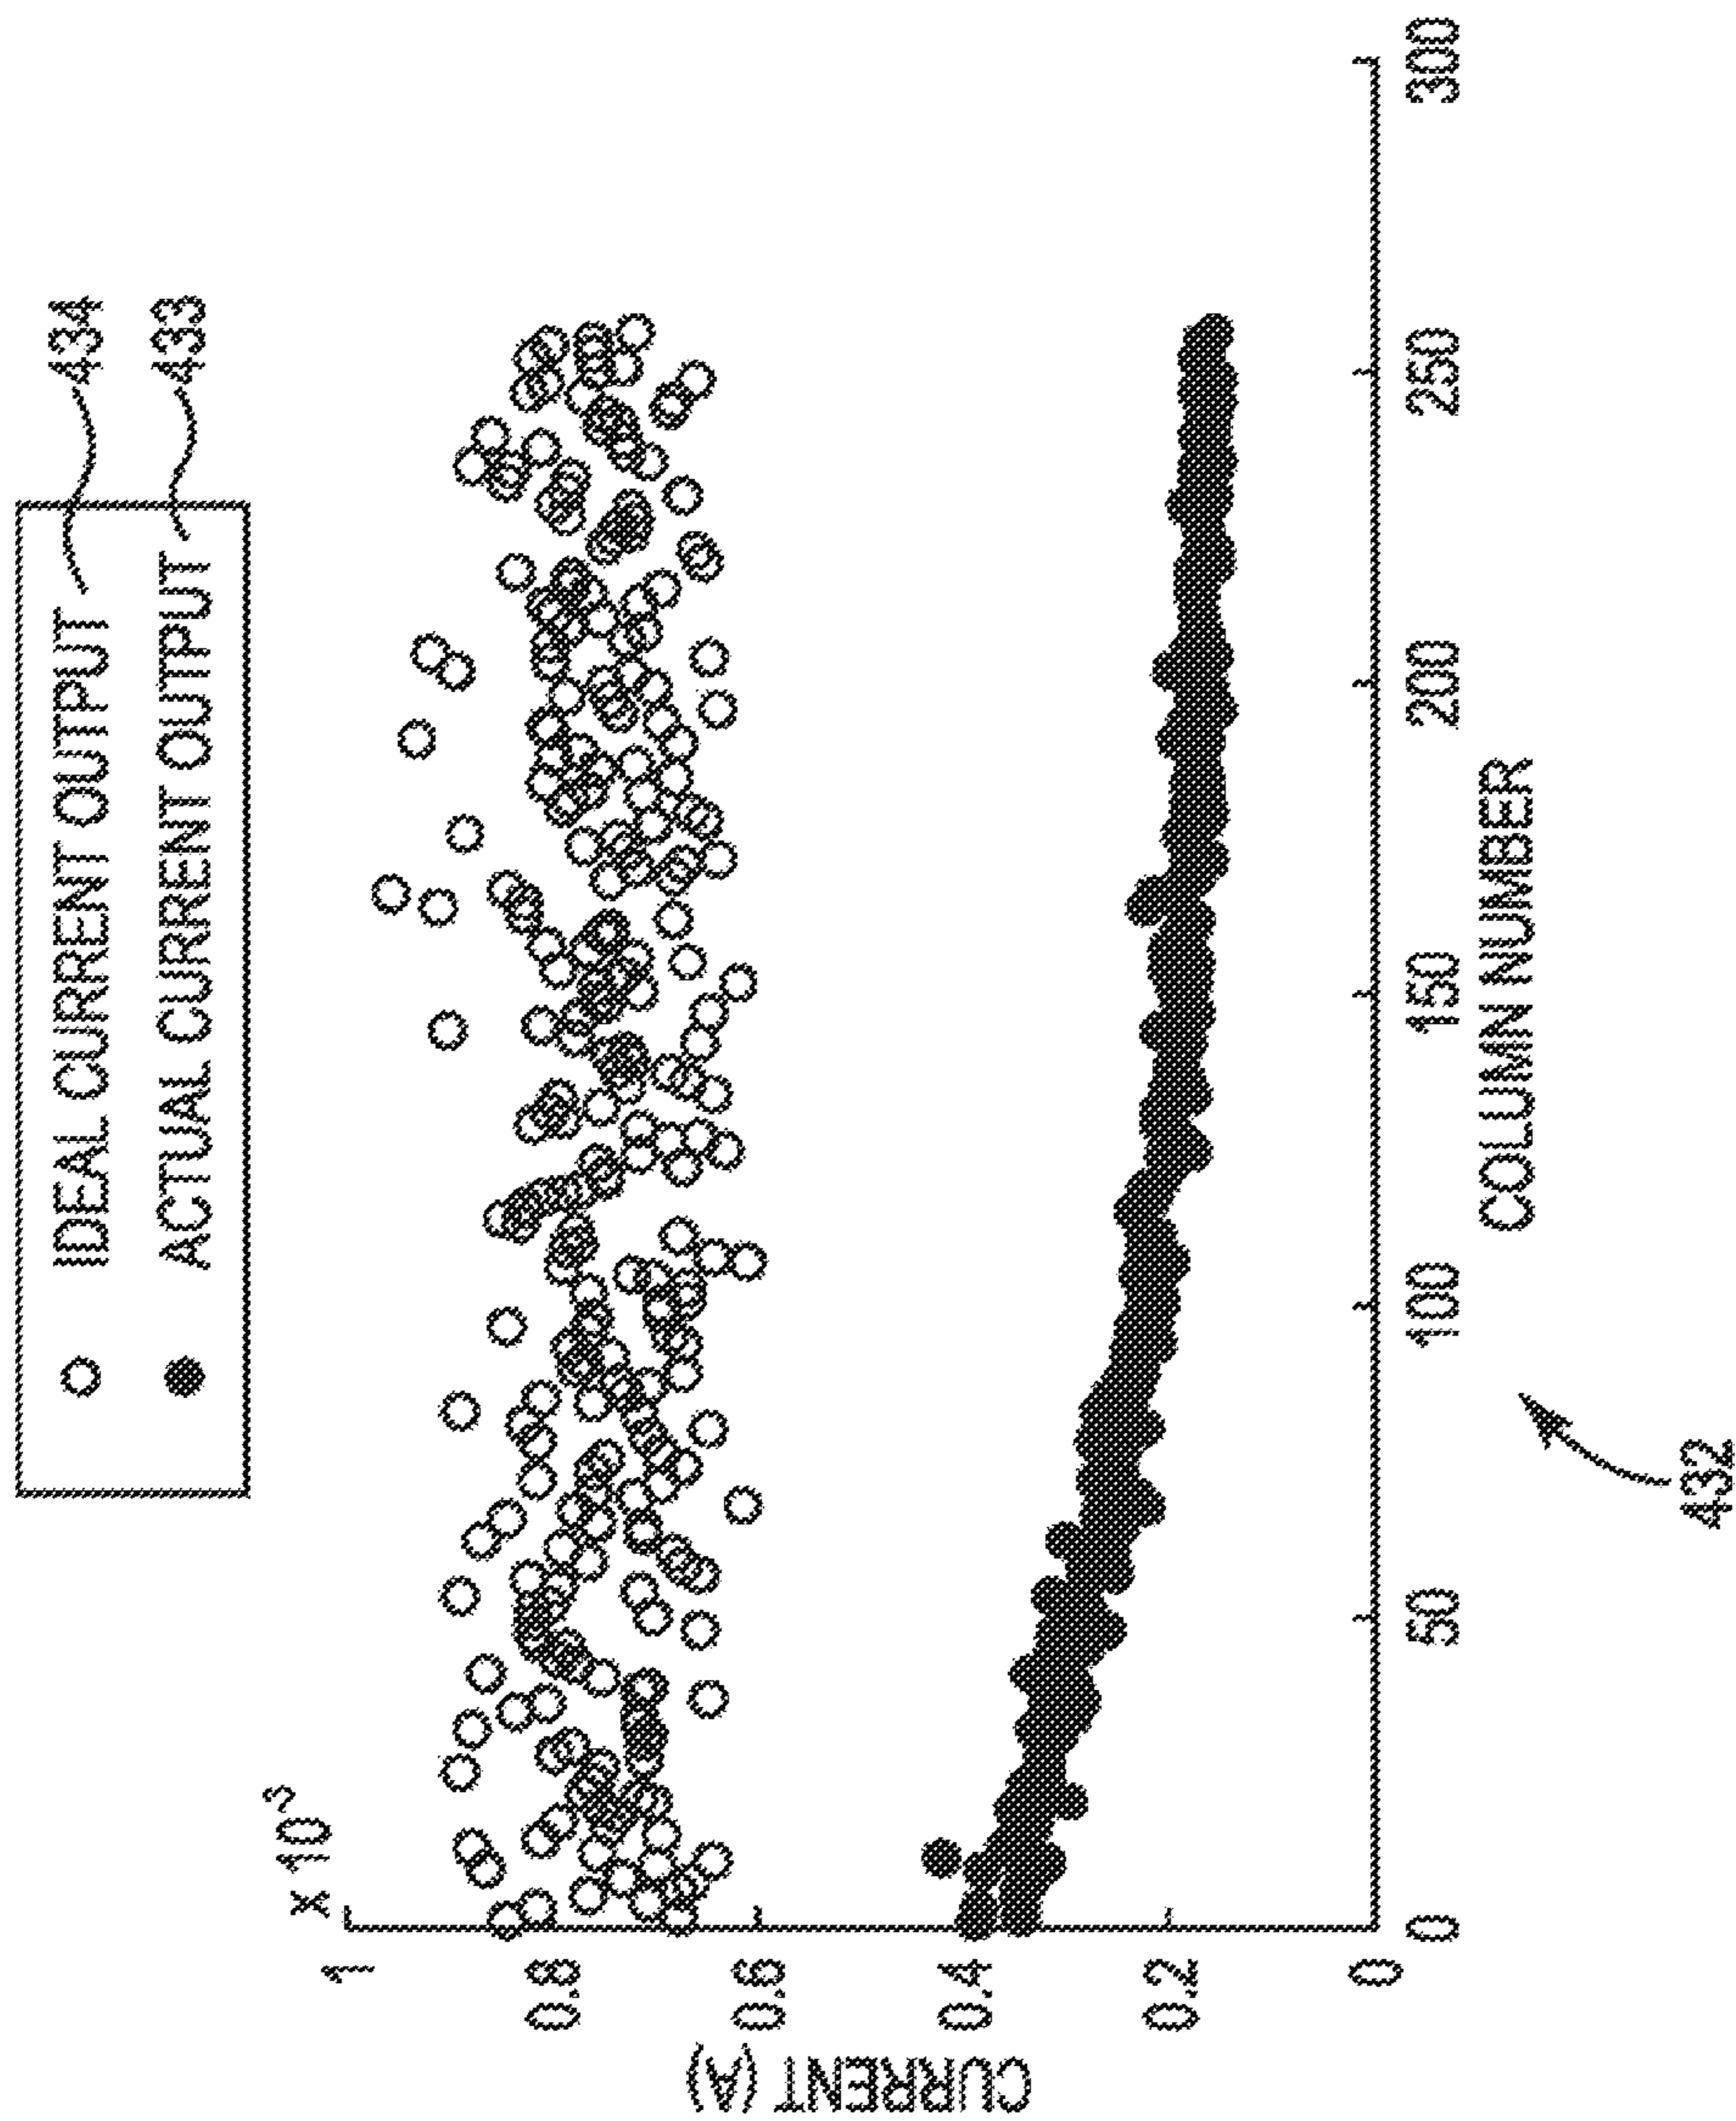 IDEAL CURRENT OUTPUT 434
ACTUAL CURRENT OUTPUT 433
x 10³
1
0.8
0.6
0.4
0.2
0
CURRENT (A)
0 50 100 150 200 250 300
COLUMN NUMBER
432